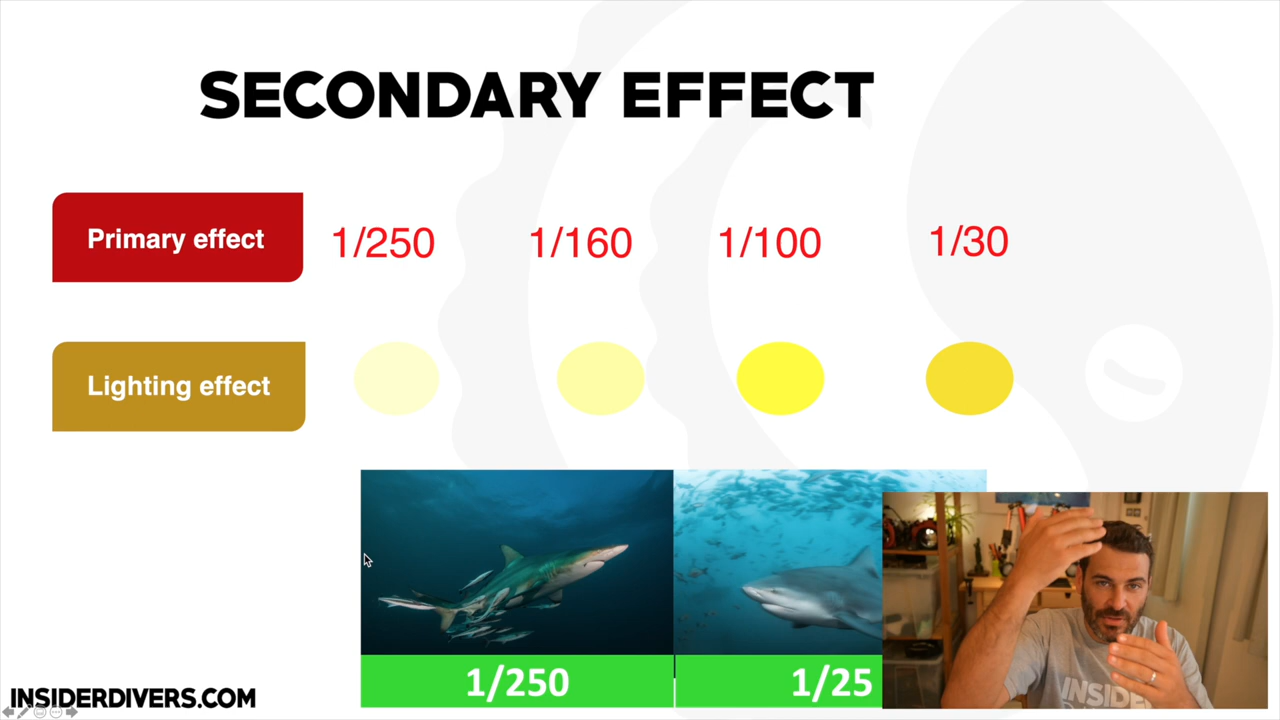 SECONDARY EFFECT
Primary effect
1/250
1/160
1/100
1/30
Lighting effect
1/250
1/25
INSIDERDIVERS.COM
INSIDER